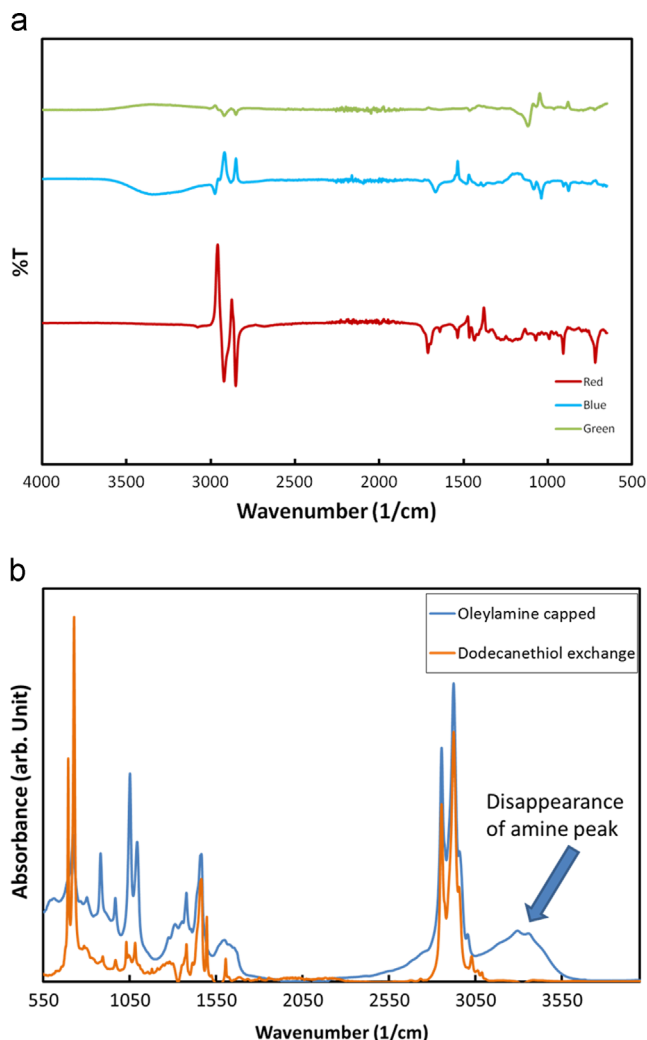 a
%T
Red
Blue
Green
4000 3500 3000 2500 2000 1500 1000 500
Wavenumber (1/cm)
b
Oleylamine capped
Dodecanethiol exchange
Absorbance (arb. Unit)
Disappearance
of amine peak
550 1050 1550 2050 2550 3050 3550
Wavenumber (1/cm)